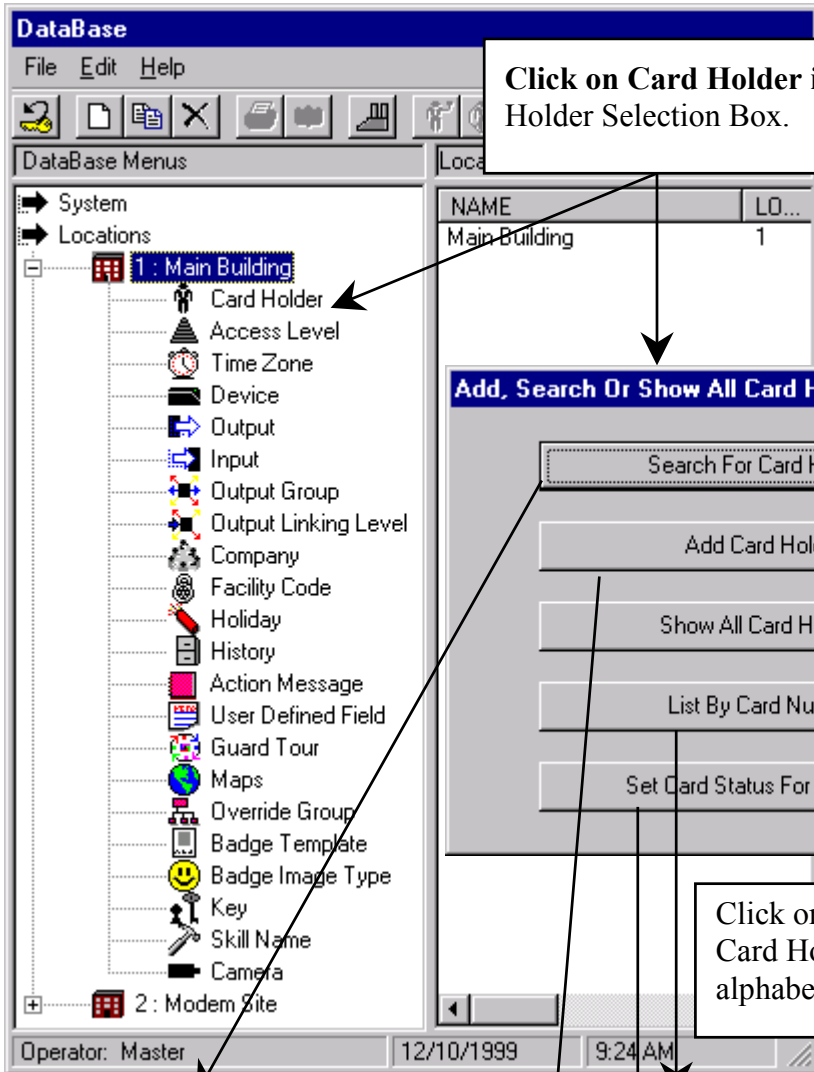 DataBase
File Edit Help
Click on Card Holder
Holder Selection Box.
DataBase Menus
System
Locations
1 : Main Building
Card Holder
Access Level
Time Zone
Device
Output
Input
Output Group
Output Linking Level
Company
Facility Code
Holiday
History
Action Message
User Defined Field
Guard Tour
Maps
Override Group
Badge Template
Badge Image Type
Key
Skill Name
Camera
2 : Modem Site
Loca
NAME LO...
Main Building 1
Add, Search Or Show All Card H
Search For Card H
Add Card Hol
Show All Card H
List By Card Nu
Set Card Status For
Click o
Card Ho
alphabe
Operator: Master 12/10/1999 9:24 AM